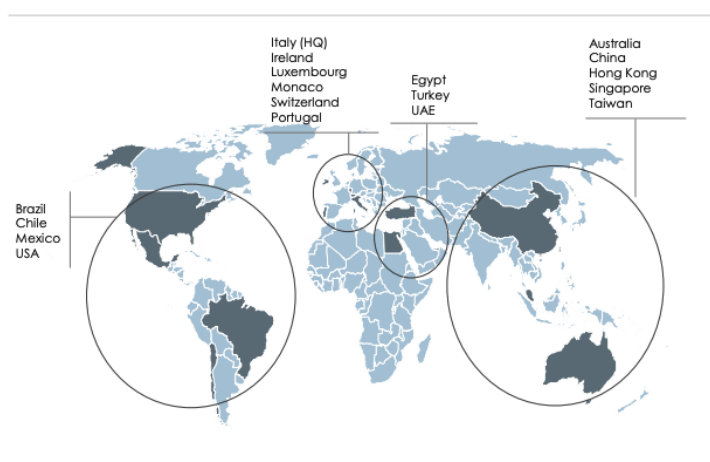 Italy (HQ)
Ireland
Luxembourg
Monaco
Switzerland
Portugal
Egypt
Turkey
UAE
Australia
China
Hong Kong
Singapore
Taiwan
Brazil
Chile
Mexico
USA